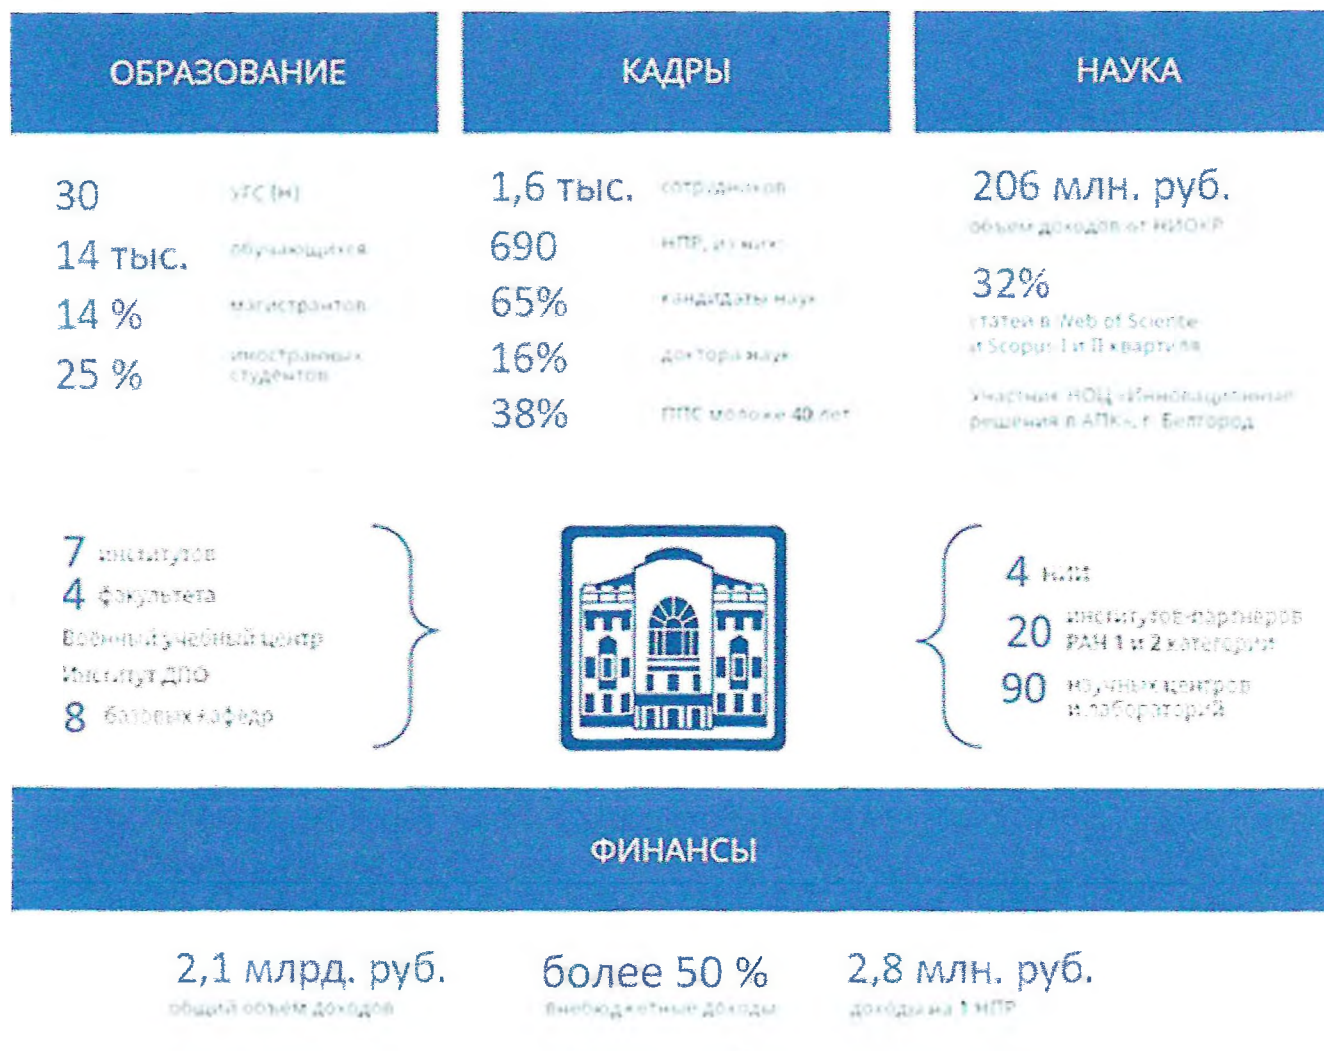 ОБРАЗОВАНИЕ
30 УГС (Н)
14 тыс. обучающихся
14 % магистрантов
25 % иностранных
студентов
КАДРЫ
1,6 тыс. сотрудников
690 НПР, из них:
65% кандидаты наук
16% доктора наук
38% ППС моложе 40 лет
НАУКА
206 млн. руб.
объем доходов от НИОКР
32%
статей в Web of Science
и Scopus I и II квартиля
Участник НОЦ «Инновационные
решения в АПК», г. Белгород
7 институтов
4 факультета
Военный учебный центр
Институт ДПО
8 базовых кафедр
4 НИИ
20 институтов-партнеров
РАН 1 и 2 категории
90 научных центров
и лабораторий
ФИНАНСЫ
2,1 млрд. руб.
общий объем доходов
более 50 %
внебюджетные доходы
2,8 млн. руб.
доходы на 1 НПР